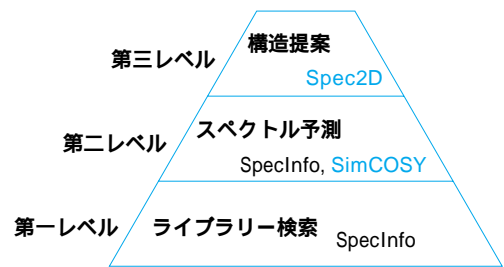 第三レベル 構造提案
Spec2D
第二レベル スペクトル予測
SpecInfo, SimCOSY
第一レベル ライブラリー検索 SpecInfo